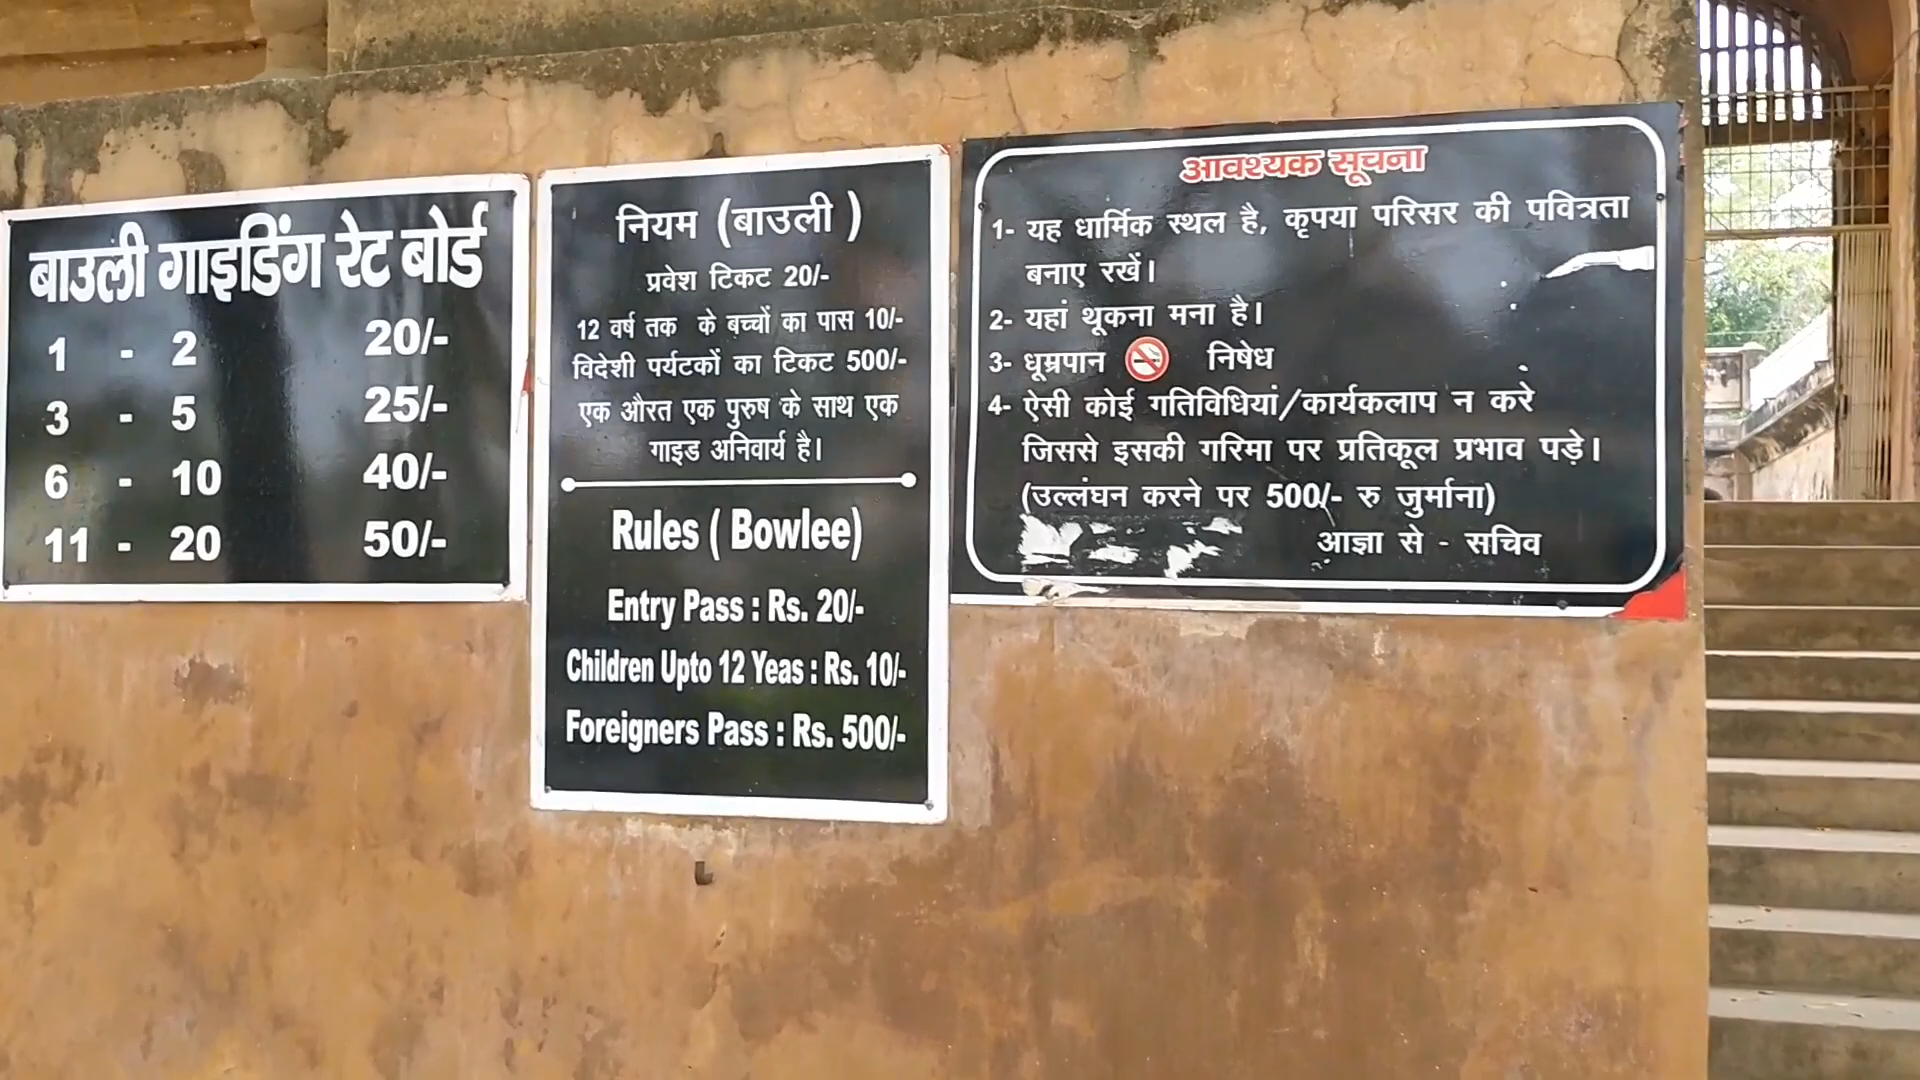 बाउली गाइडिंग रेट बोर्ड
1 - 2 20/-
3 - 5 25/-
6 - 10 40/-
11 - 20 50/-
नियम (बाउली )
प्रवेश टिकट 20/-
12 वर्ष तक के बच्चों का पास 10/-
विदेशी पर्यटकों का टिकट 500/-
एक औरत एक पुरुष के साथ एक
गाइड अनिवार्य है।
Rules ( Bowlee)
Entry Pass : Rs. 20/-
Children Upto 12 Yeas : Rs. 10/-
Foreigners Pass : Rs. 500/-
आवश्यक सूचना
1- यह धार्मिक स्थल है, कृपया परिसर की पवित्रता
बनाए रखें।
2- यहां थूकना मना है।
3- धूम्रपान निषेध
4- ऐसी कोई गतिविधियां/कार्यकलाप न करे
जिससे इसकी गरिमा पर प्रतिकूल प्रभाव पड़े।
(उल्लंघन करने पर 500/- रु जुर्माना)
आज्ञा से - सचिव